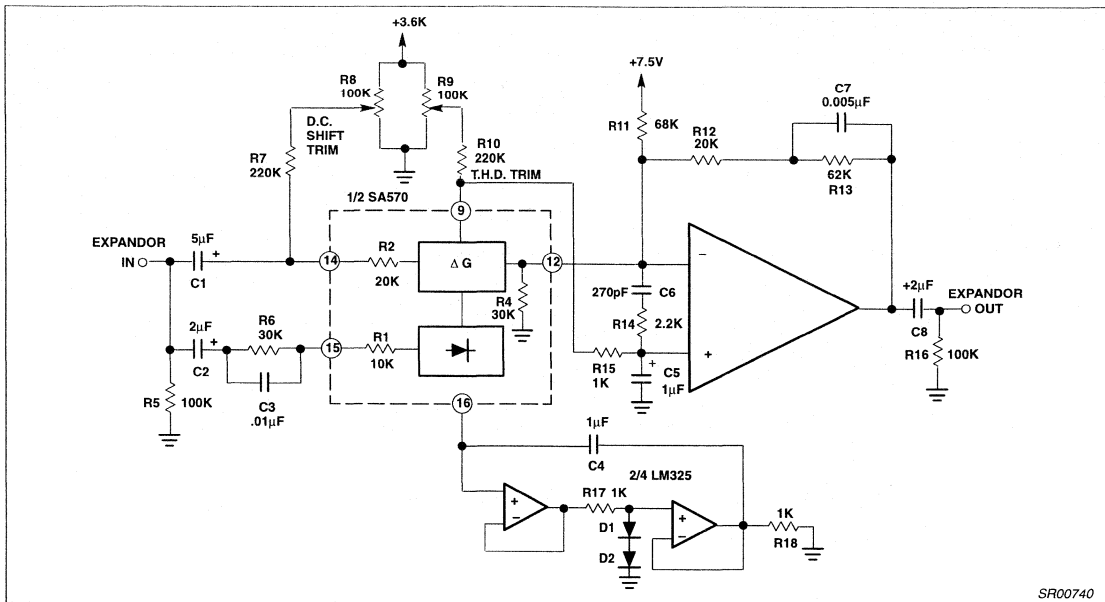 +3.6K
R8
100K
R9
100K
D.C.
SHIFT
TRIM
R7
220K
R10
220K
T.H.D. TRIM
+7.5V
R11
68K
R12
20K
C7
0.005µF
62K
R13
1/2 SA570
9
EXPANDOR
IN
5µF
+
C1
14
R2
20K
Δ G
12
R4
30K
2µF
+
C2
R6
30K
C3
.01µF
15
R1
10K
R5
100K
16
270pF
C6
R14
2.2K
R15
1K
+
C5
1µF
−
+
+2µF
C8
EXPANDOR
OUT
R16
100K
1µF
C4
2/4 LM325
+
−
R17 1K
D1
D2
+
−
1K
R18
SR00740